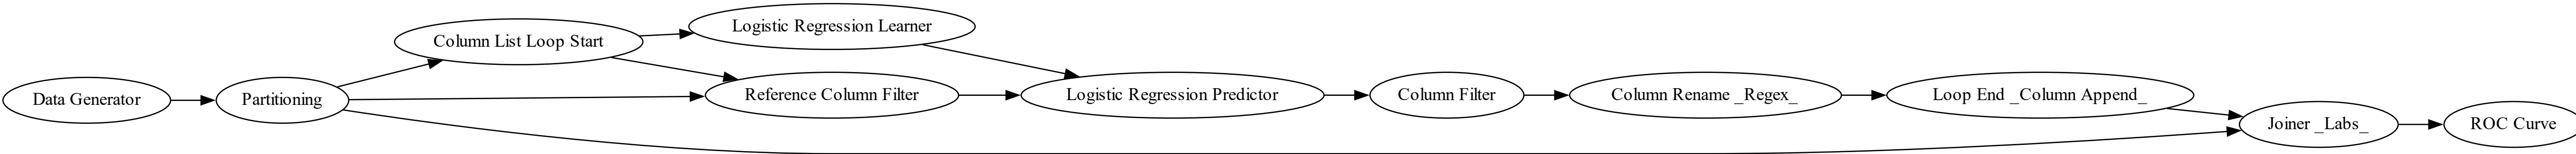 Data Generator
Partitioning
Column List Loop Start
Logistic Regression Learner
Reference Column Filter
Logistic Regression Predictor
Column Filter
Column Rename _Regex_
Loop End _Column Append_
Joiner _Labs_
ROC Curve